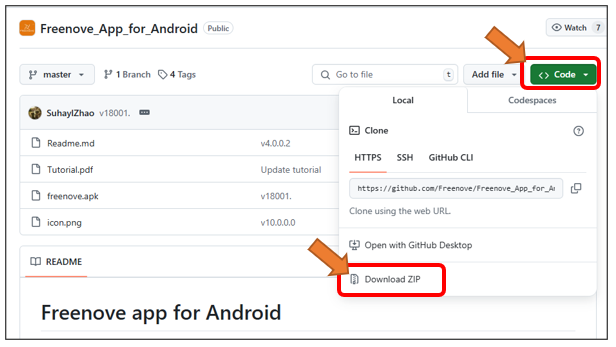 Freenove_App_for_Android Public Watch 7
master 1 Branch 4 Tags Go to file t Add file Code
SuhaylZhao v18001.
Readme.md v4.0.0.2
Tutorial.pdf Update tutorial
freenove.apk v18001.
icon.png v10.0.0.0
Local Codespaces
Clone
HTTPS SSH GitHub CLI
https://github.com/Freenove/Freenove_App_for_A
Clone using the web URL.
Open with GitHub Desktop
Download ZIP
README
Freenove app for Android